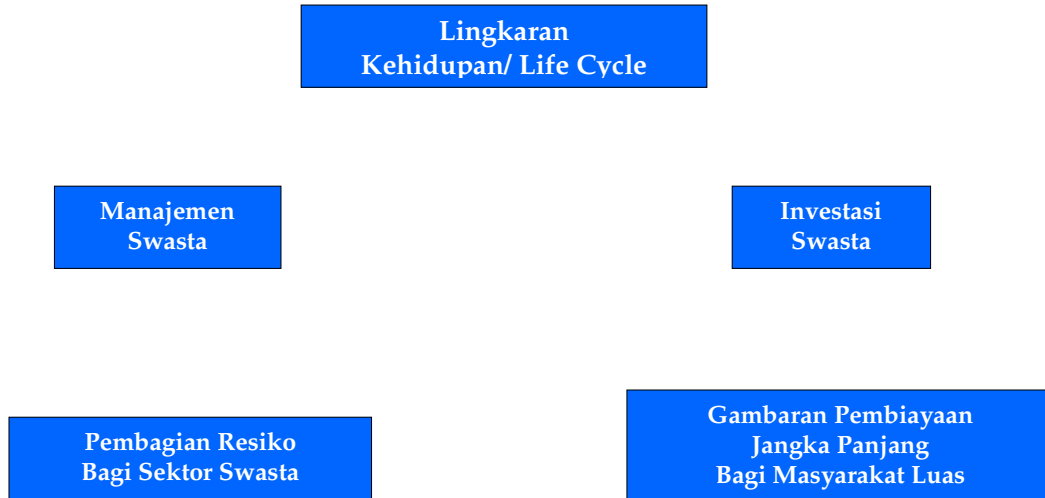 Lingkaran
Kehidupan/ Life Cycle
Manajemen
Swasta
Investasi
Swasta
Pembagian Resiko
Bagi Sektor Swasta
Gambaran Pembiayaan
Jangka Panjang
Bagi Masyarakat Luas